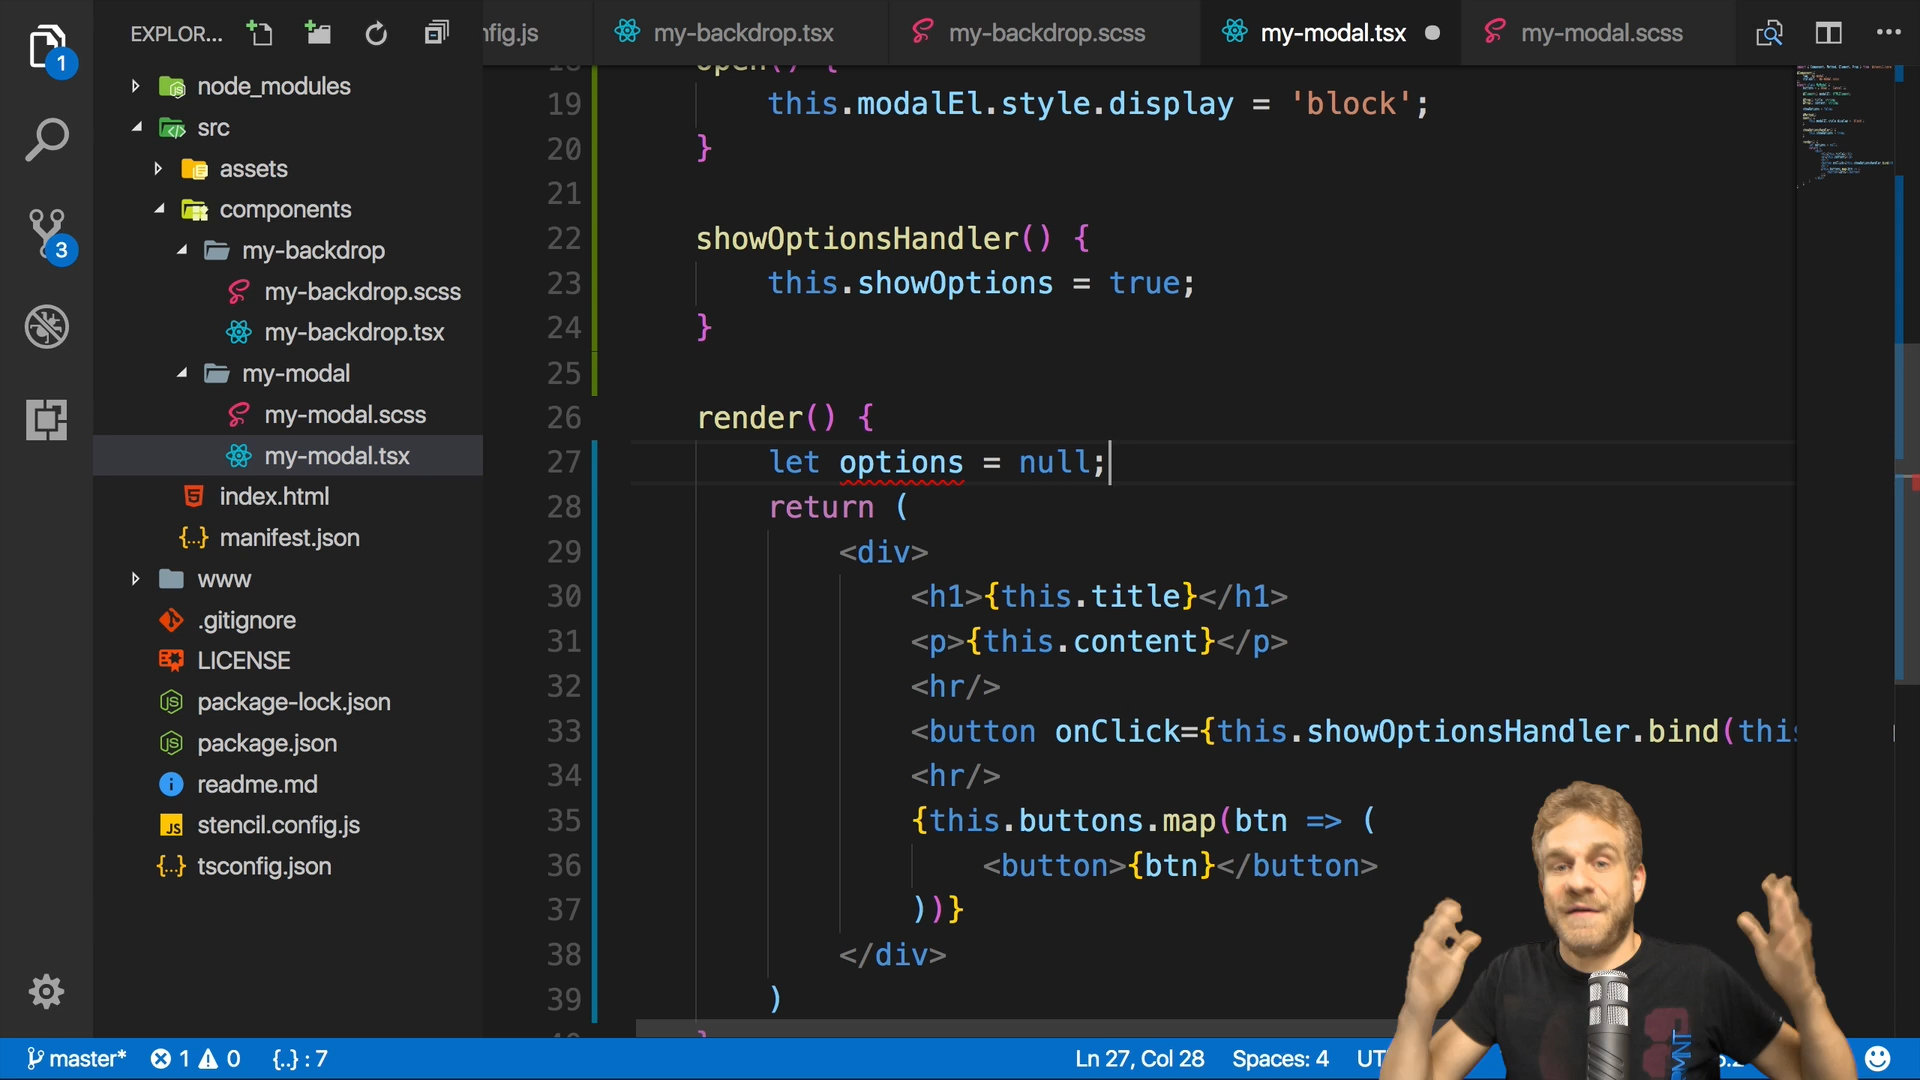 EXPLOR...
nfig.js
my-backdrop.tsx
my-backdrop.scss
my-modal.tsx
my-modal.scss
1
node_modules
src
assets
components
my-backdrop
3
my-backdrop.scss
my-backdrop.tsx
my-modal
my-modal.scss
my-modal.tsx
index.html
manifest.json
www
.gitignore
LICENSE
package-lock.json
package.json
readme.md
stencil.config.js
tsconfig.json
18 open() {
19 this.modalEl.style.display = 'block';
20 }
21
22 showOptionsHandler() {
23 this.showOptions = true;
24 }
25
26 render() {
27 let options = null;
28 return (
29 <div>
30 <h1>{this.title}</h1>
31 <p>{this.content}</p>
32 <hr/>
33 <button onClick={this.showOptionsHandler.bind(this
34 <hr/>
35 {this.buttons.map(btn => (
36 <button>{btn}</button>
37 ))}
38 </div>
39 )
40 }
master* 1 0 {..} : 7
Ln 27, Col 28 Spaces: 4